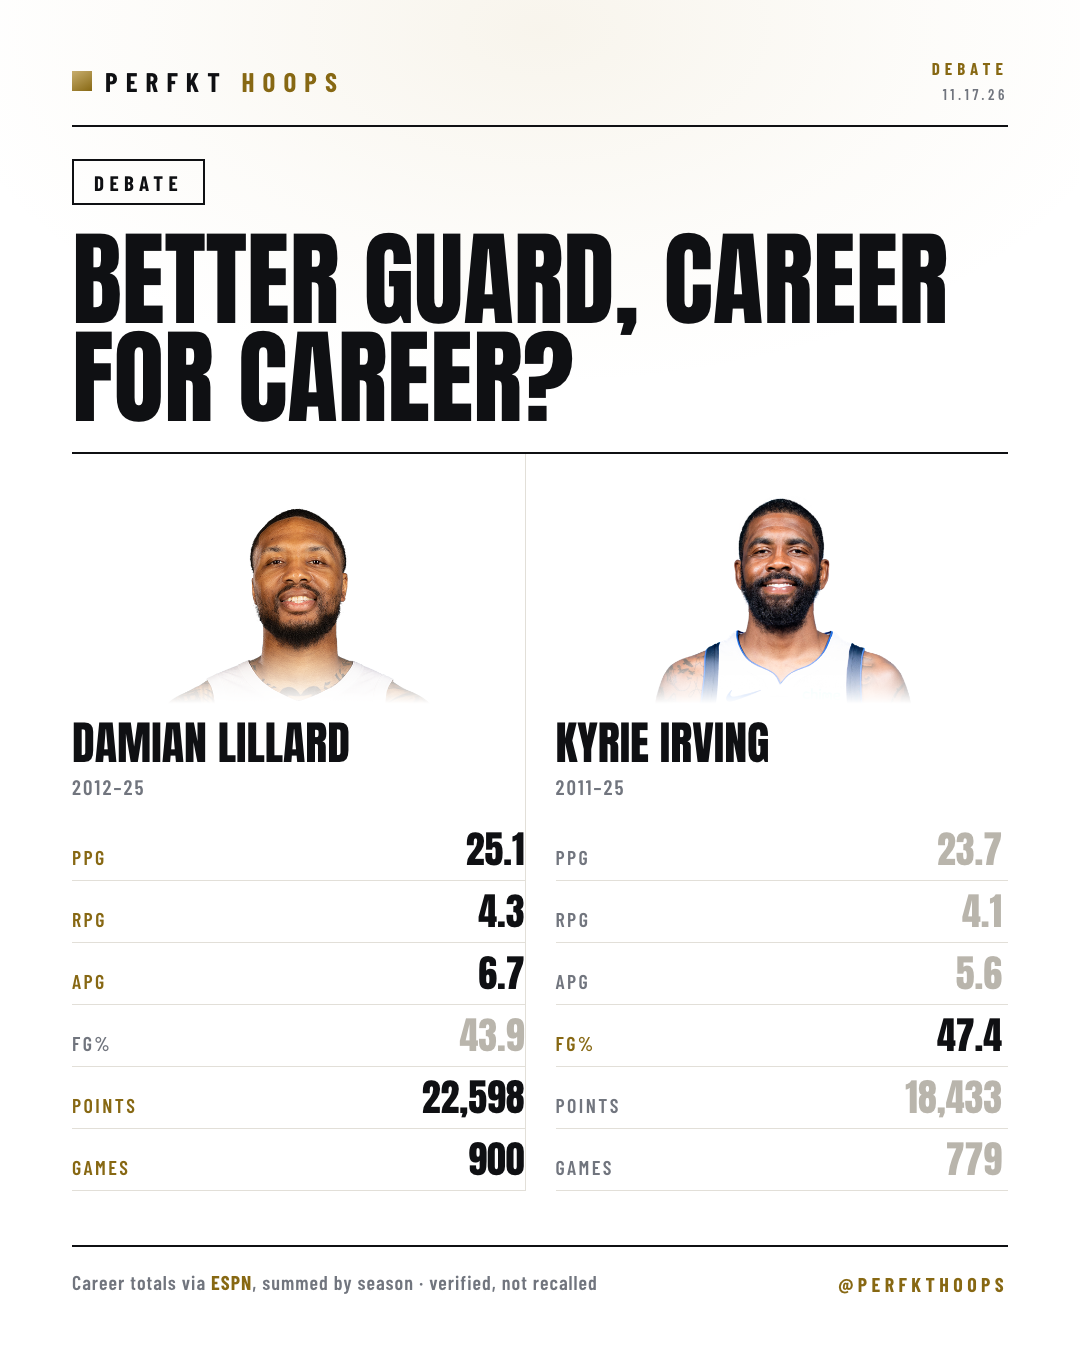 PERFKT HOOPS
DEBATE
11.17.26
DEBATE
BETTER GUARD, CAREER
FOR CAREER?
DAMIAN LILLARD
2012–25
PPG 25.1
RPG 4.3
APG 6.7
FG% 43.9
POINTS 22,598
GAMES 900
KYRIE IRVING
2011–25
PPG 23.7
RPG 4.1
APG 5.6
FG% 47.4
POINTS 18,433
GAMES 779
Career totals via ESPN, summed by season · verified, not recalled
@PERFKTHOOPS